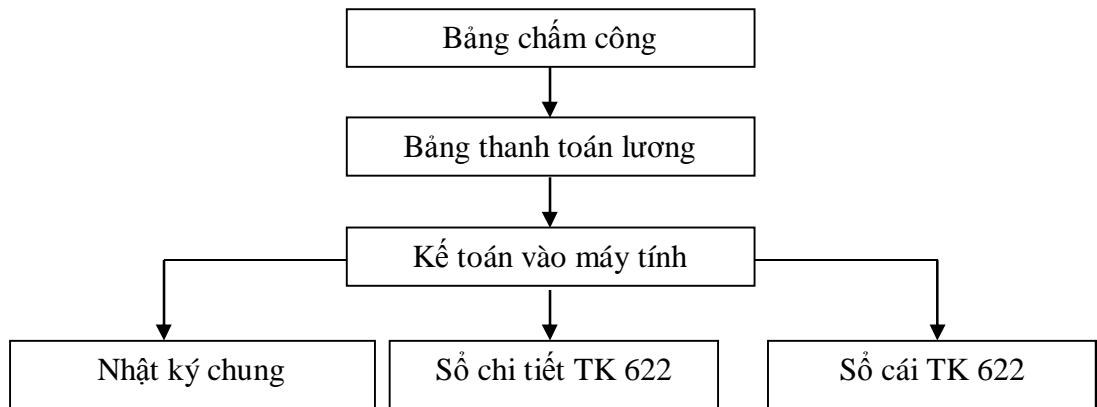 Bảng chấm công
Bảng thanh toán lương
Kế toán vào máy tính
Nhật ký chung
Sổ chi tiết TK 622
Sổ cái TK 622